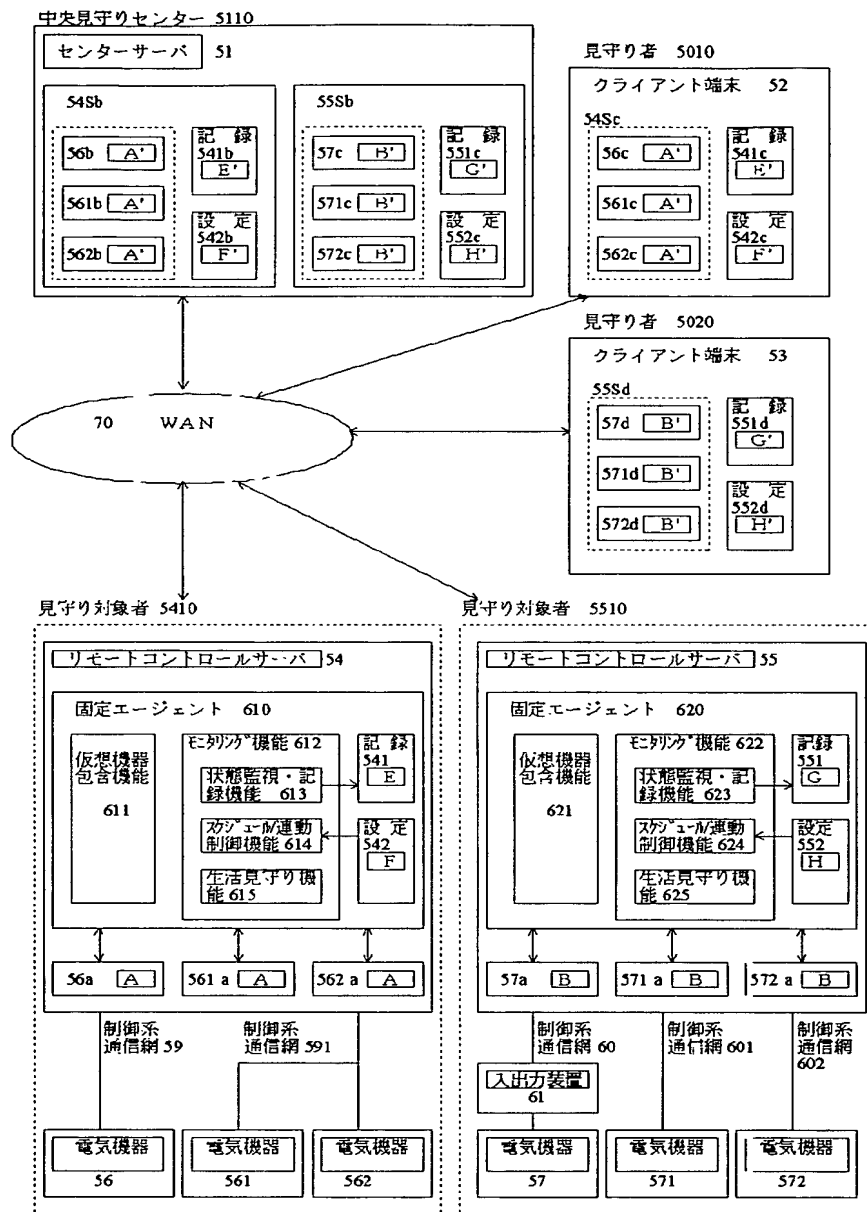 中央見守りセンター 5110
センターサーバ 51
54Sb
56b A'
561b A'
562b A'
記録
541b
E'
設定
542b
F'
55Sb
57c B'
571c B'
572c B'
記録
551c
G'
設定
552c
H'
見守り者 5010
クライアント端末 52
54Sc
56c A'
561c A'
562c A'
記録
541c
E'
設定
542c
F'
見守り者 5020
クライアント端末 53
55Sd
57d B'
571d B'
572d B'
記録
551d
G'
設定
552d
H'
70 WAN
見守り対象者 5410
リモートコントロールサーバ 54
固定エージェント 610
仮想機器
包含機能
611
モニタリング機能 612
状態監視・記
録機能 613
スケジュール/連動
制御機能 614
生活見守り機
能 615
記録
541
E
設定
542
F
56a A
561a A
562a A
制御系
通信網 59
制御系
通信網 591
電気機器
56
電気機器
561
電気機器
562
見守り対象者 5510
リモートコントロールサーバ 55
固定エージェント 620
仮想機器
包含機能
621
モニタリング機能 622
状態監視・記
録機能 623
スケジュール/連動
制御機能 624
生活見守り機
能 625
記録
551
G
設定
552
H
57a B
571a B
572a B
制御系
通信網 60
制御系
通信網 601
制御系
通信網
602
入出力装置
61
電気機器
57
電気機器
571
電気機器
572